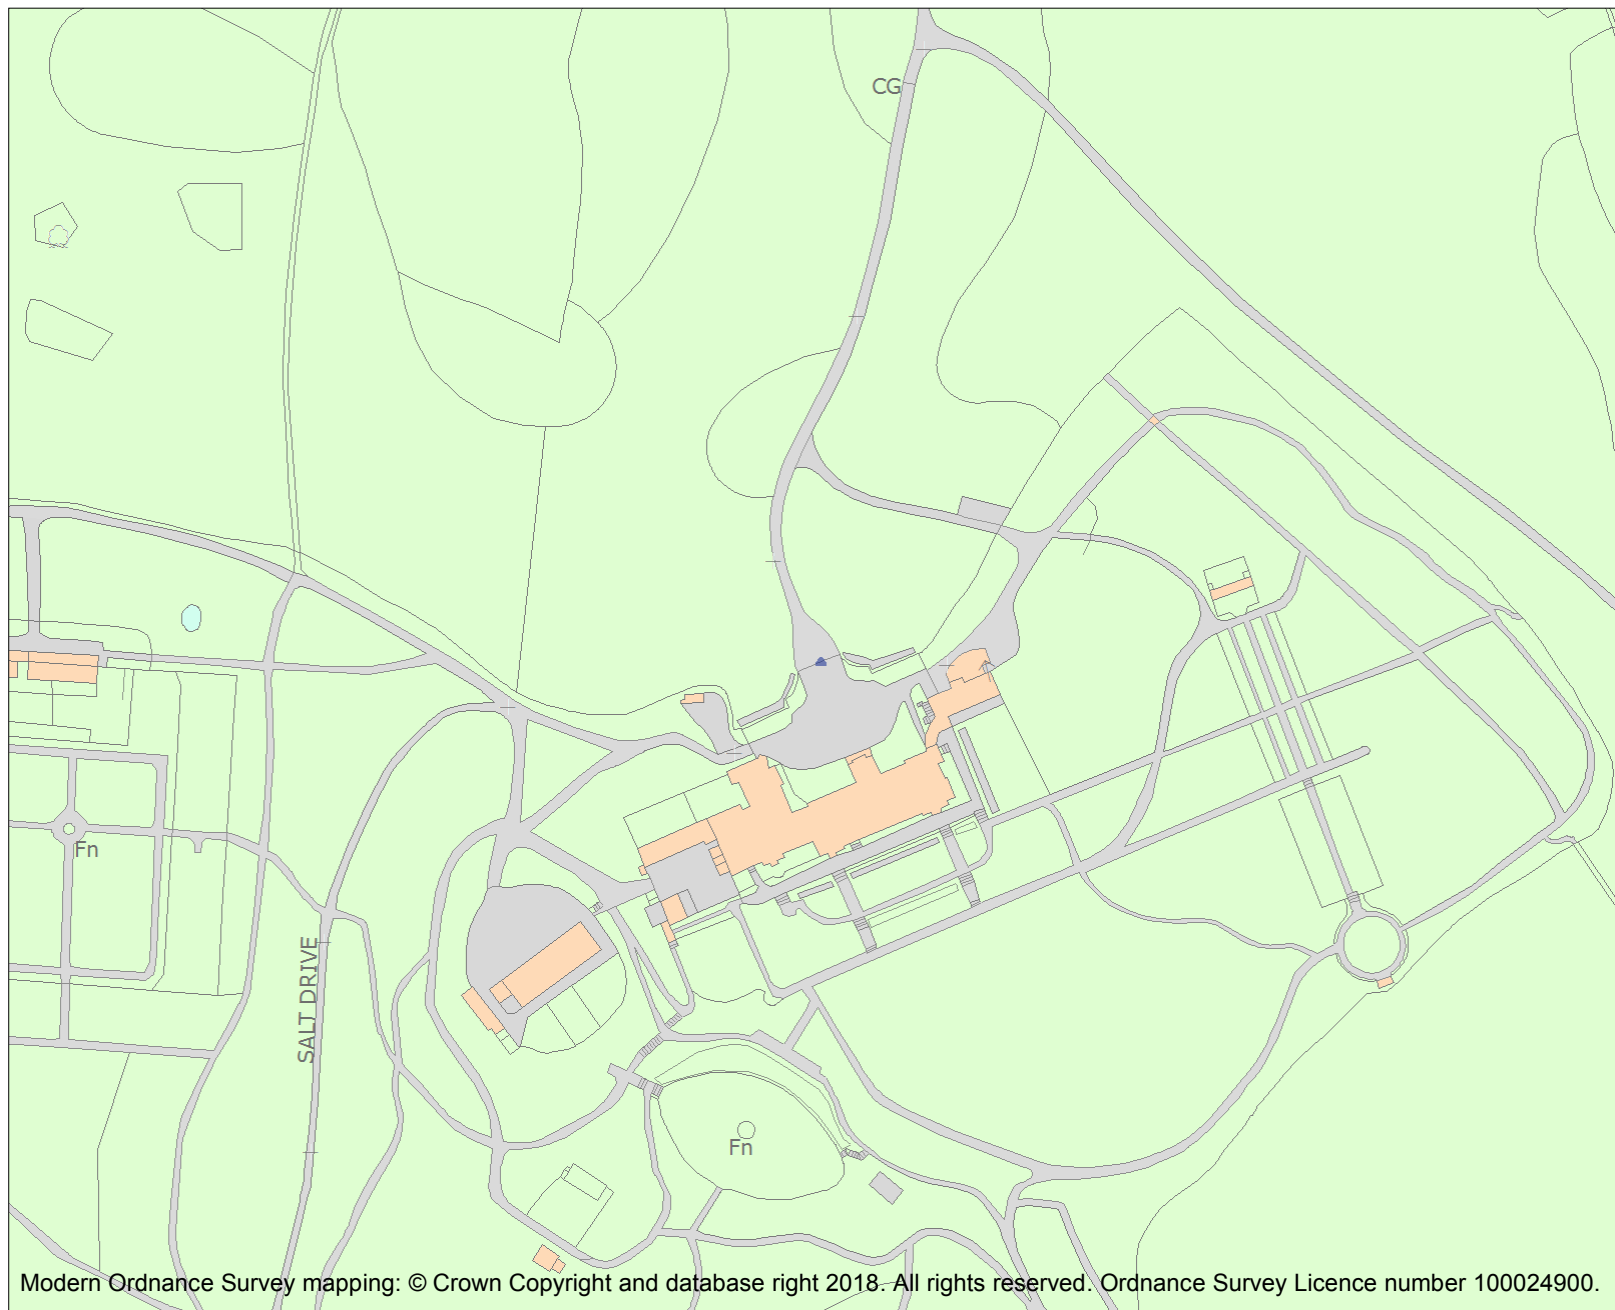 CG
Fn
SALT DRIVE
Fn
Modern Ordnance Survey mapping: © Crown Copyright and database right 2018. All rights reserved. Ordnance Survey Licence number 100024900.